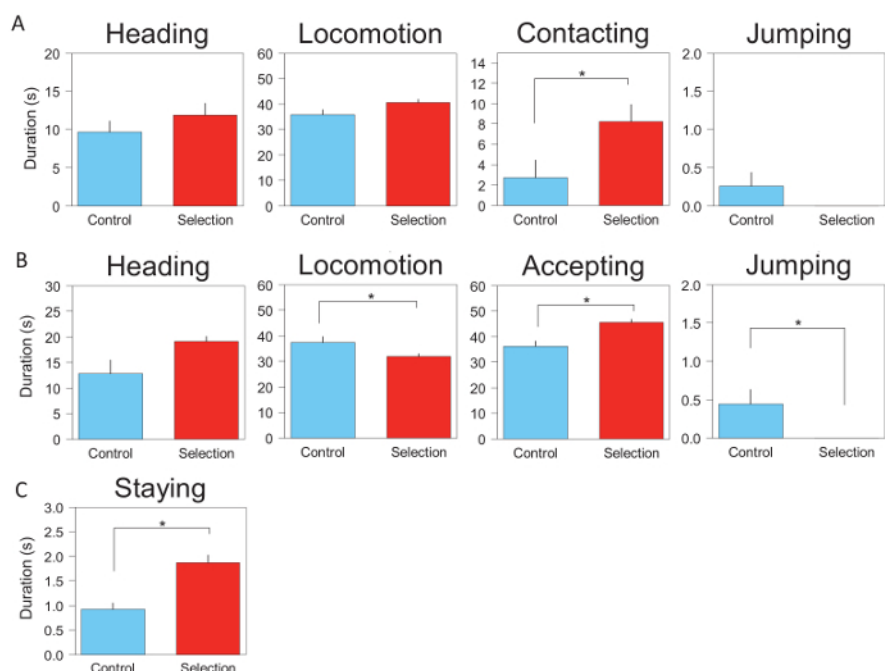 A
Heading
Locomotion
Contacting
Jumping
Duration (s)
20
15
10
5
0
Control
Selection
60
50
40
30
20
10
0
Control
Selection
14
12
10
8
6
4
2
0
*
Control
Selection
2.0
1.5
1.0
0.5
0.0
Control
Selection
B
Heading
Locomotion
Accepting
Jumping
Duration (s)
30
25
20
15
10
5
0
Control
Selection
60
50
40
30
20
10
0
*
Control
Selection
60
50
40
30
20
10
0
*
Control
Selection
2.0
1.5
1.0
0.5
0.0
*
Control
Selection
C
Staying
Duration (s)
3.0
2.5
2.0
1.5
1.0
0.5
0.0
*
Control
Selection